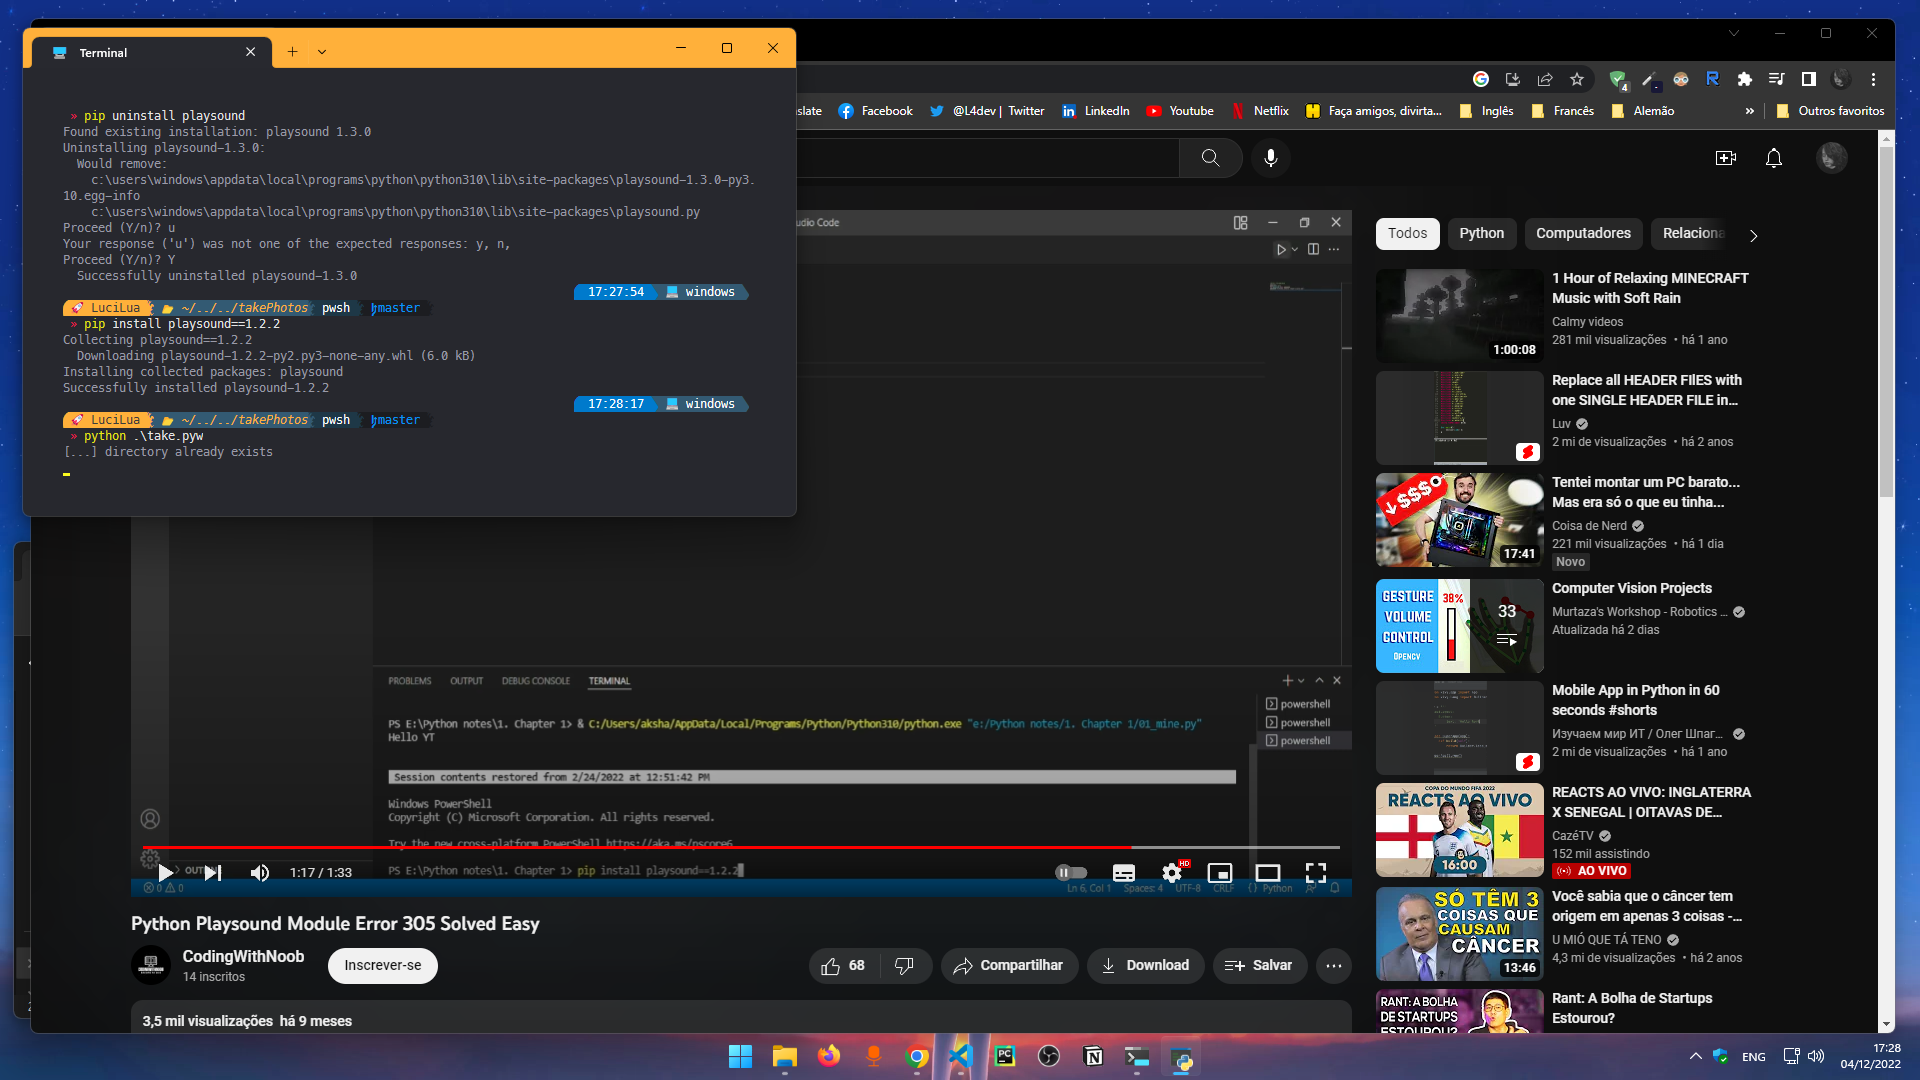 Terminal
» pip uninstall playsound
Found existing installation: playsound 1.3.0
Uninstalling playsound-1.3.0:
Would remove:
c:\users\windows\appdata\local\programs\python\python310\lib\site-packages\playsound-1.3.0-py3.
10.egg-info
c:\users\windows\appdata\local\programs\python\python310\lib\site-packages\playsound.py
Proceed (Y/n)? u
Your response ('u') was not one of the expected responses: y, n,
Proceed (Y/n)? Y
Successfully uninstalled playsound-1.3.0
17:27:54 windows
LuciLua ~/../../takePhotos pwsh master
» pip install playsound==1.2.2
Collecting playsound==1.2.2
Downloading playsound-1.2.2-py2.py3-none-any.whl (6.0 kB)
Installing collected packages: playsound
Successfully installed playsound-1.2.2
17:28:17 windows
LuciLua ~/../../takePhotos pwsh master
» python .\take.pyw
[...] directory already exists
4
slate Facebook @L4dev | Twitter LinkedIn Youtube Netflix Faça amigos, divirta... Inglês Francês Alemão » Outros favoritos
udio Code
PROBLEMS OUTPUT DEBUG CONSOLE TERMINAL
powershell
powershell
powershell
PS E:\Python notes\1. Chapter 1> & C:/Users/aksha/AppData/Local/Programs/Python/Python310/python.exe "e:/Python notes/1. Chapter 1/01_mine.py"
Hello YT
Session contents restored from 2/24/2022 at 12:51:42 PM
Windows PowerShell
Copyright (C) Microsoft Corporation. All rights reserved.
Try the new cross-platform PowerShell https://aka.ms/pscore6
PS E:\Python notes\1. Chapter 1> pip install playsound==1.2.2
OUTL
1:17 / 1:33
HD
0 0
Ln 6, Col 1 Spaces: 4 UTF-8 CRLF Python
Python Playsound Module Error 305 Solved Easy
CodingWithNoob
14 inscritos
Inscrever-se
68
Compartilhar
Download
Salvar
3,5 mil visualizações há 9 meses
Todos Python Computadores Relaciona
1:00:08
1 Hour of Relaxing MINECRAFT
Music with Soft Rain
Calmy videos
281 mil visualizações • há 1 ano
Replace all HEADER FIlES with
one SINGLE HEADER FILE in...
Luv
2 mi de visualizações • há 2 anos
$$$
17:41
Tentei montar um PC barato...
Mas era só o que eu tinha...
Coisa de Nerd
221 mil visualizações • há 1 dia
Novo
GESTURE
VOLUME
CONTROL
OPENCV
38%
33
Computer Vision Projects
Murtaza's Workshop - Robotics ...
Atualizada há 2 dias
Mobile App in Python in 60
seconds #shorts
Изучаем мир ИТ / Олег Шпаг...
2 mi de visualizações • há 1 ano
COPA DO MUNDO FIFA 2022
REACTS AO VIVO
16:00
REACTS AO VIVO: INGLATERRA
X SENEGAL | OITAVAS DE...
CazéTV
152 mil assistindo
AO VIVO
SÓ TÊM 3
COISAS QUE
CAUSAM
CÂNCER
13:46
Você sabia que o câncer tem
origem em apenas 3 coisas -...
U MIÓ QUE TÁ TENO
4,3 mi de visualizações • há 2 anos
RANT: A BOLHA
DE STARTUPS
ESTOUROU?
Rant: A Bolha de Startups
Estourou?
PC
ENG
17:28
04/12/2022